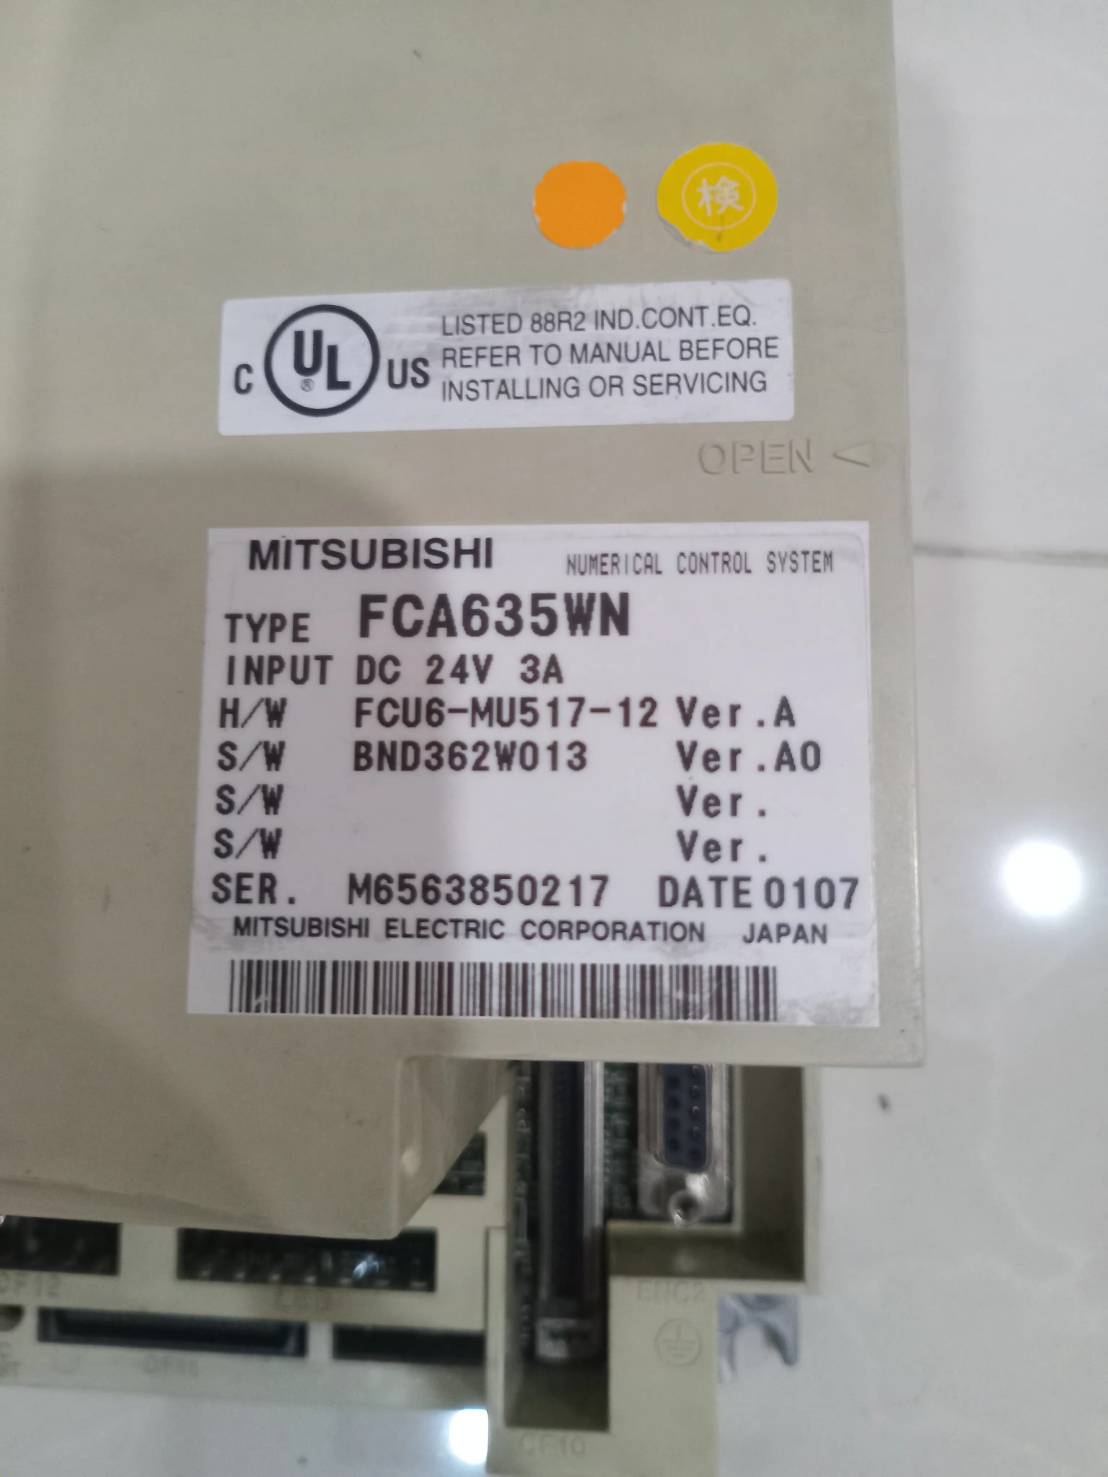 検
C UL ® US
LISTED 88R2 IND.CONT.EQ.
REFER TO MANUAL BEFORE
INSTALLING OR SERVICING
OPEN
MITSUBISHI NUMERICAL CONTROL SYSTEM
TYPE FCA635WN
INPUT DC 24V 3A
H/W FCU6-MU517-12 Ver.A
S/W BND362W013 Ver.A0
S/W Ver.
S/W Ver.
SER. M6563850217 DATE 0107
MITSUBISHI ELECTRIC CORPORATION JAPAN
ENC2
CF10